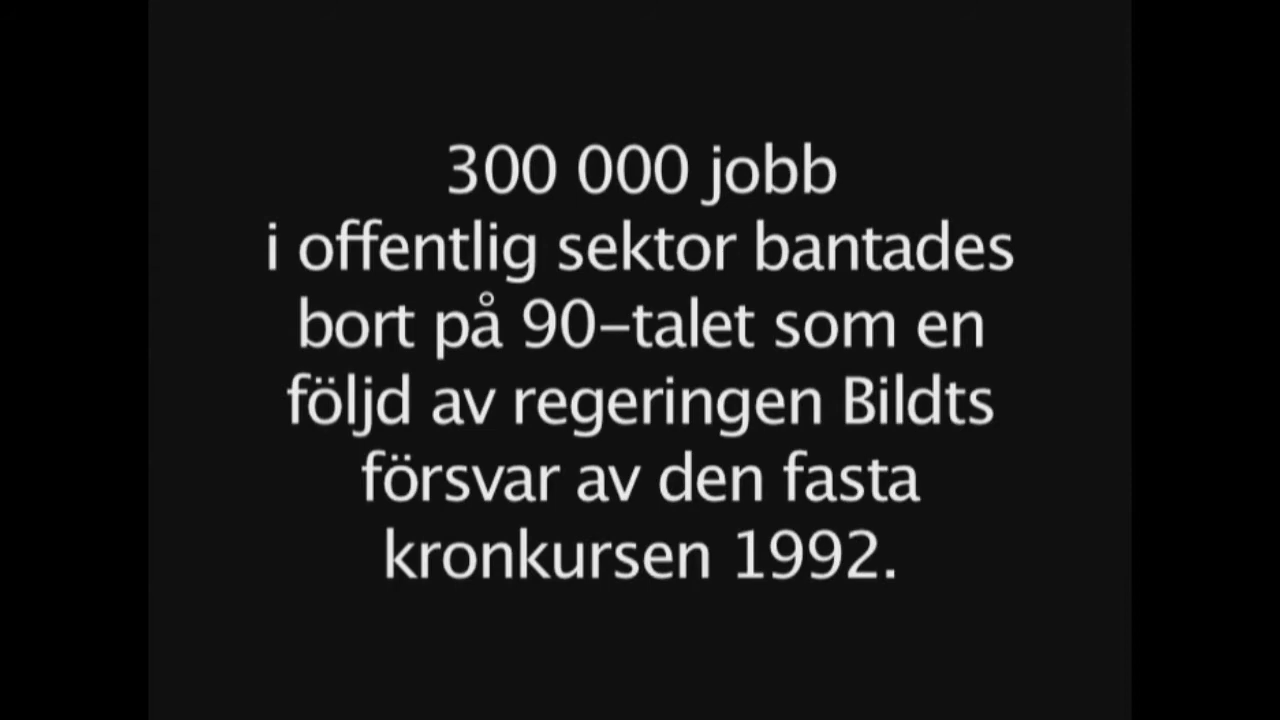 300 000 jobb
i offentlig sektor bantades
bort på 90-talet som en
följd av regeringen Bildts
försvar av den fasta
kronkursen 1992.